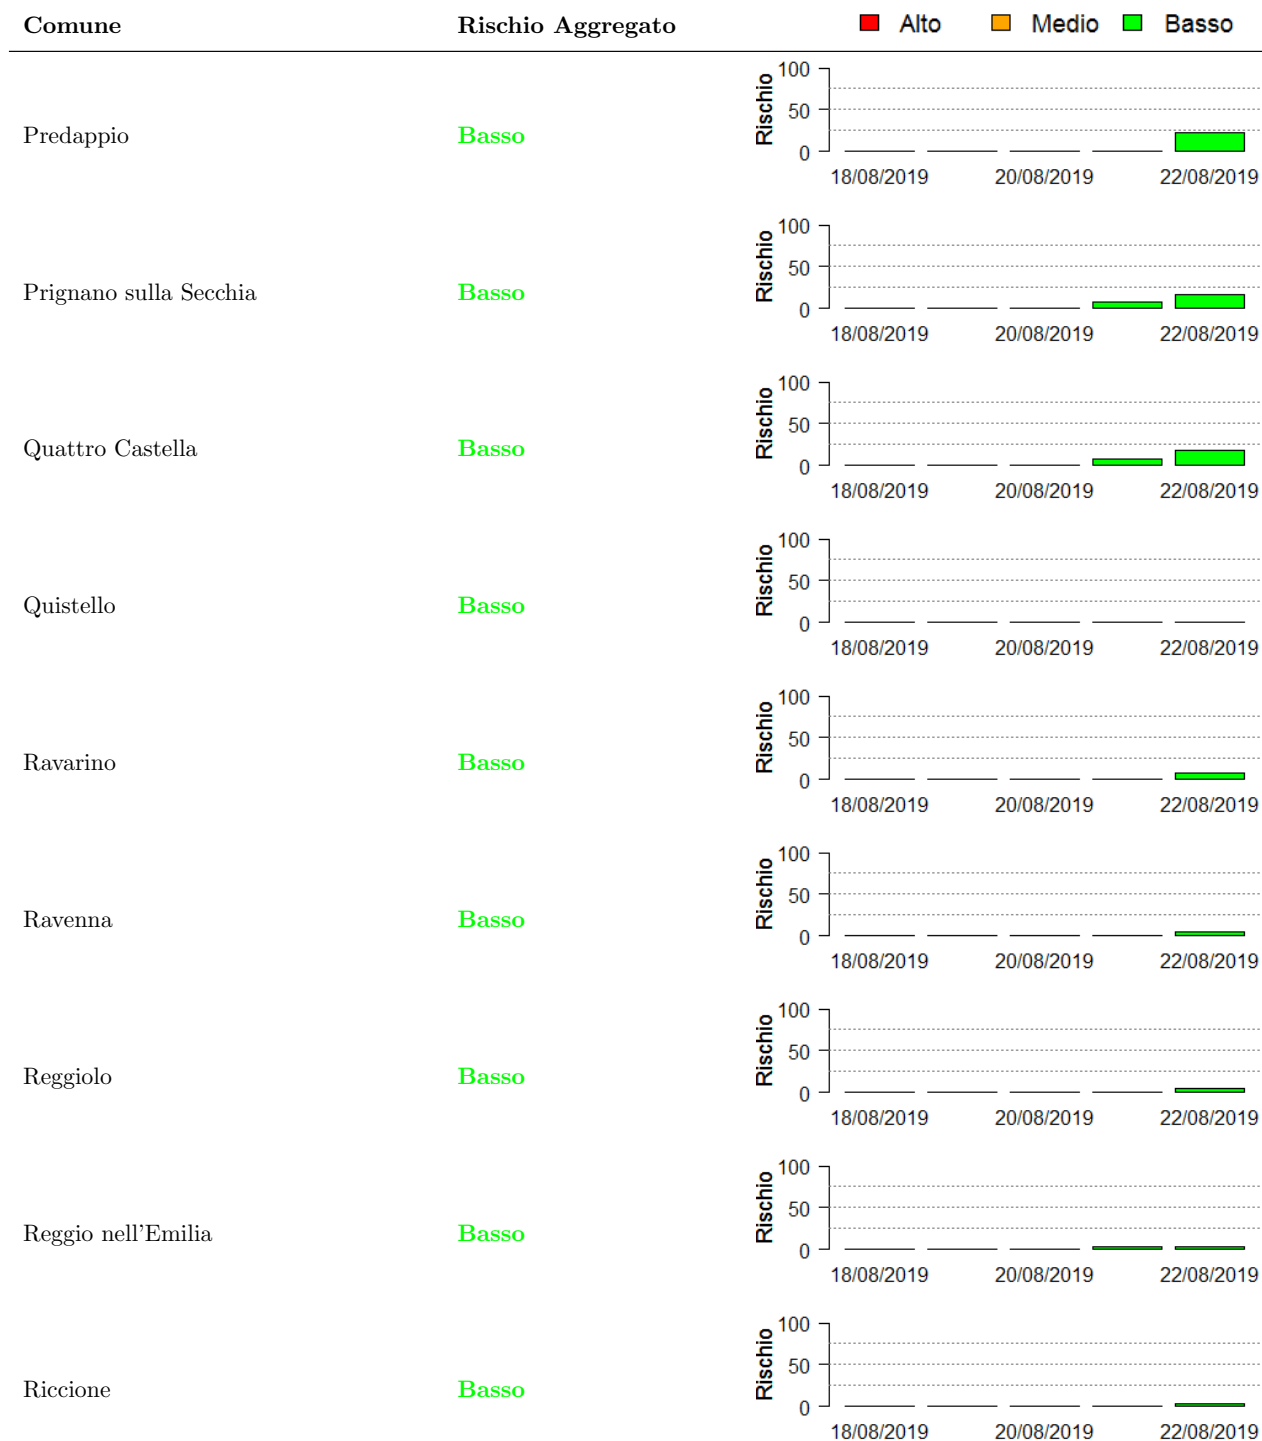 Comune Rischio Aggregato Alto Medio Basso
Predappio Basso
Rischio
100
50
0
18/08/2019 20/08/2019 22/08/2019
Prignano sulla Secchia Basso
Rischio
100
50
0
18/08/2019 20/08/2019 22/08/2019
Quattro Castella Basso
Rischio
100
50
0
18/08/2019 20/08/2019 22/08/2019
Quistello Basso
Rischio
100
50
0
18/08/2019 20/08/2019 22/08/2019
Ravarino Basso
Rischio
100
50
0
18/08/2019 20/08/2019 22/08/2019
Ravenna Basso
Rischio
100
50
0
18/08/2019 20/08/2019 22/08/2019
Reggiolo Basso
Rischio
100
50
0
18/08/2019 20/08/2019 22/08/2019
Reggio nell'Emilia Basso
Rischio
100
50
0
18/08/2019 20/08/2019 22/08/2019
Riccione Basso
Rischio
100
50
0
18/08/2019 20/08/2019 22/08/2019